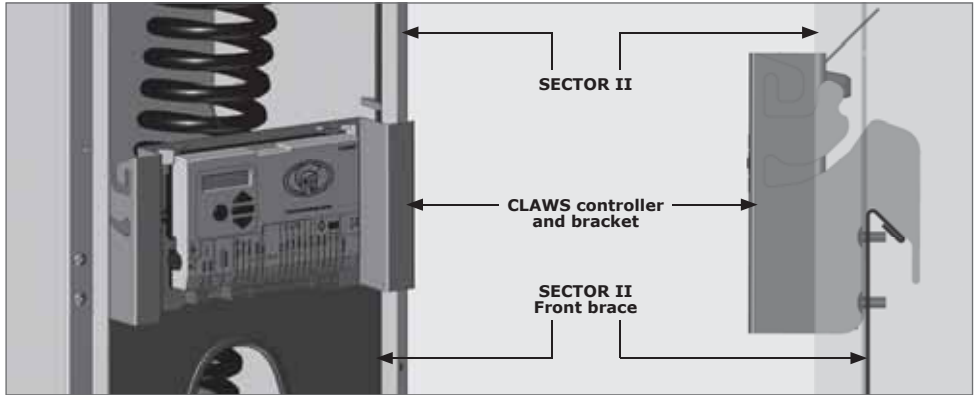 SECTOR II
CLAWS controller
and bracket
SECTOR II
Front brace